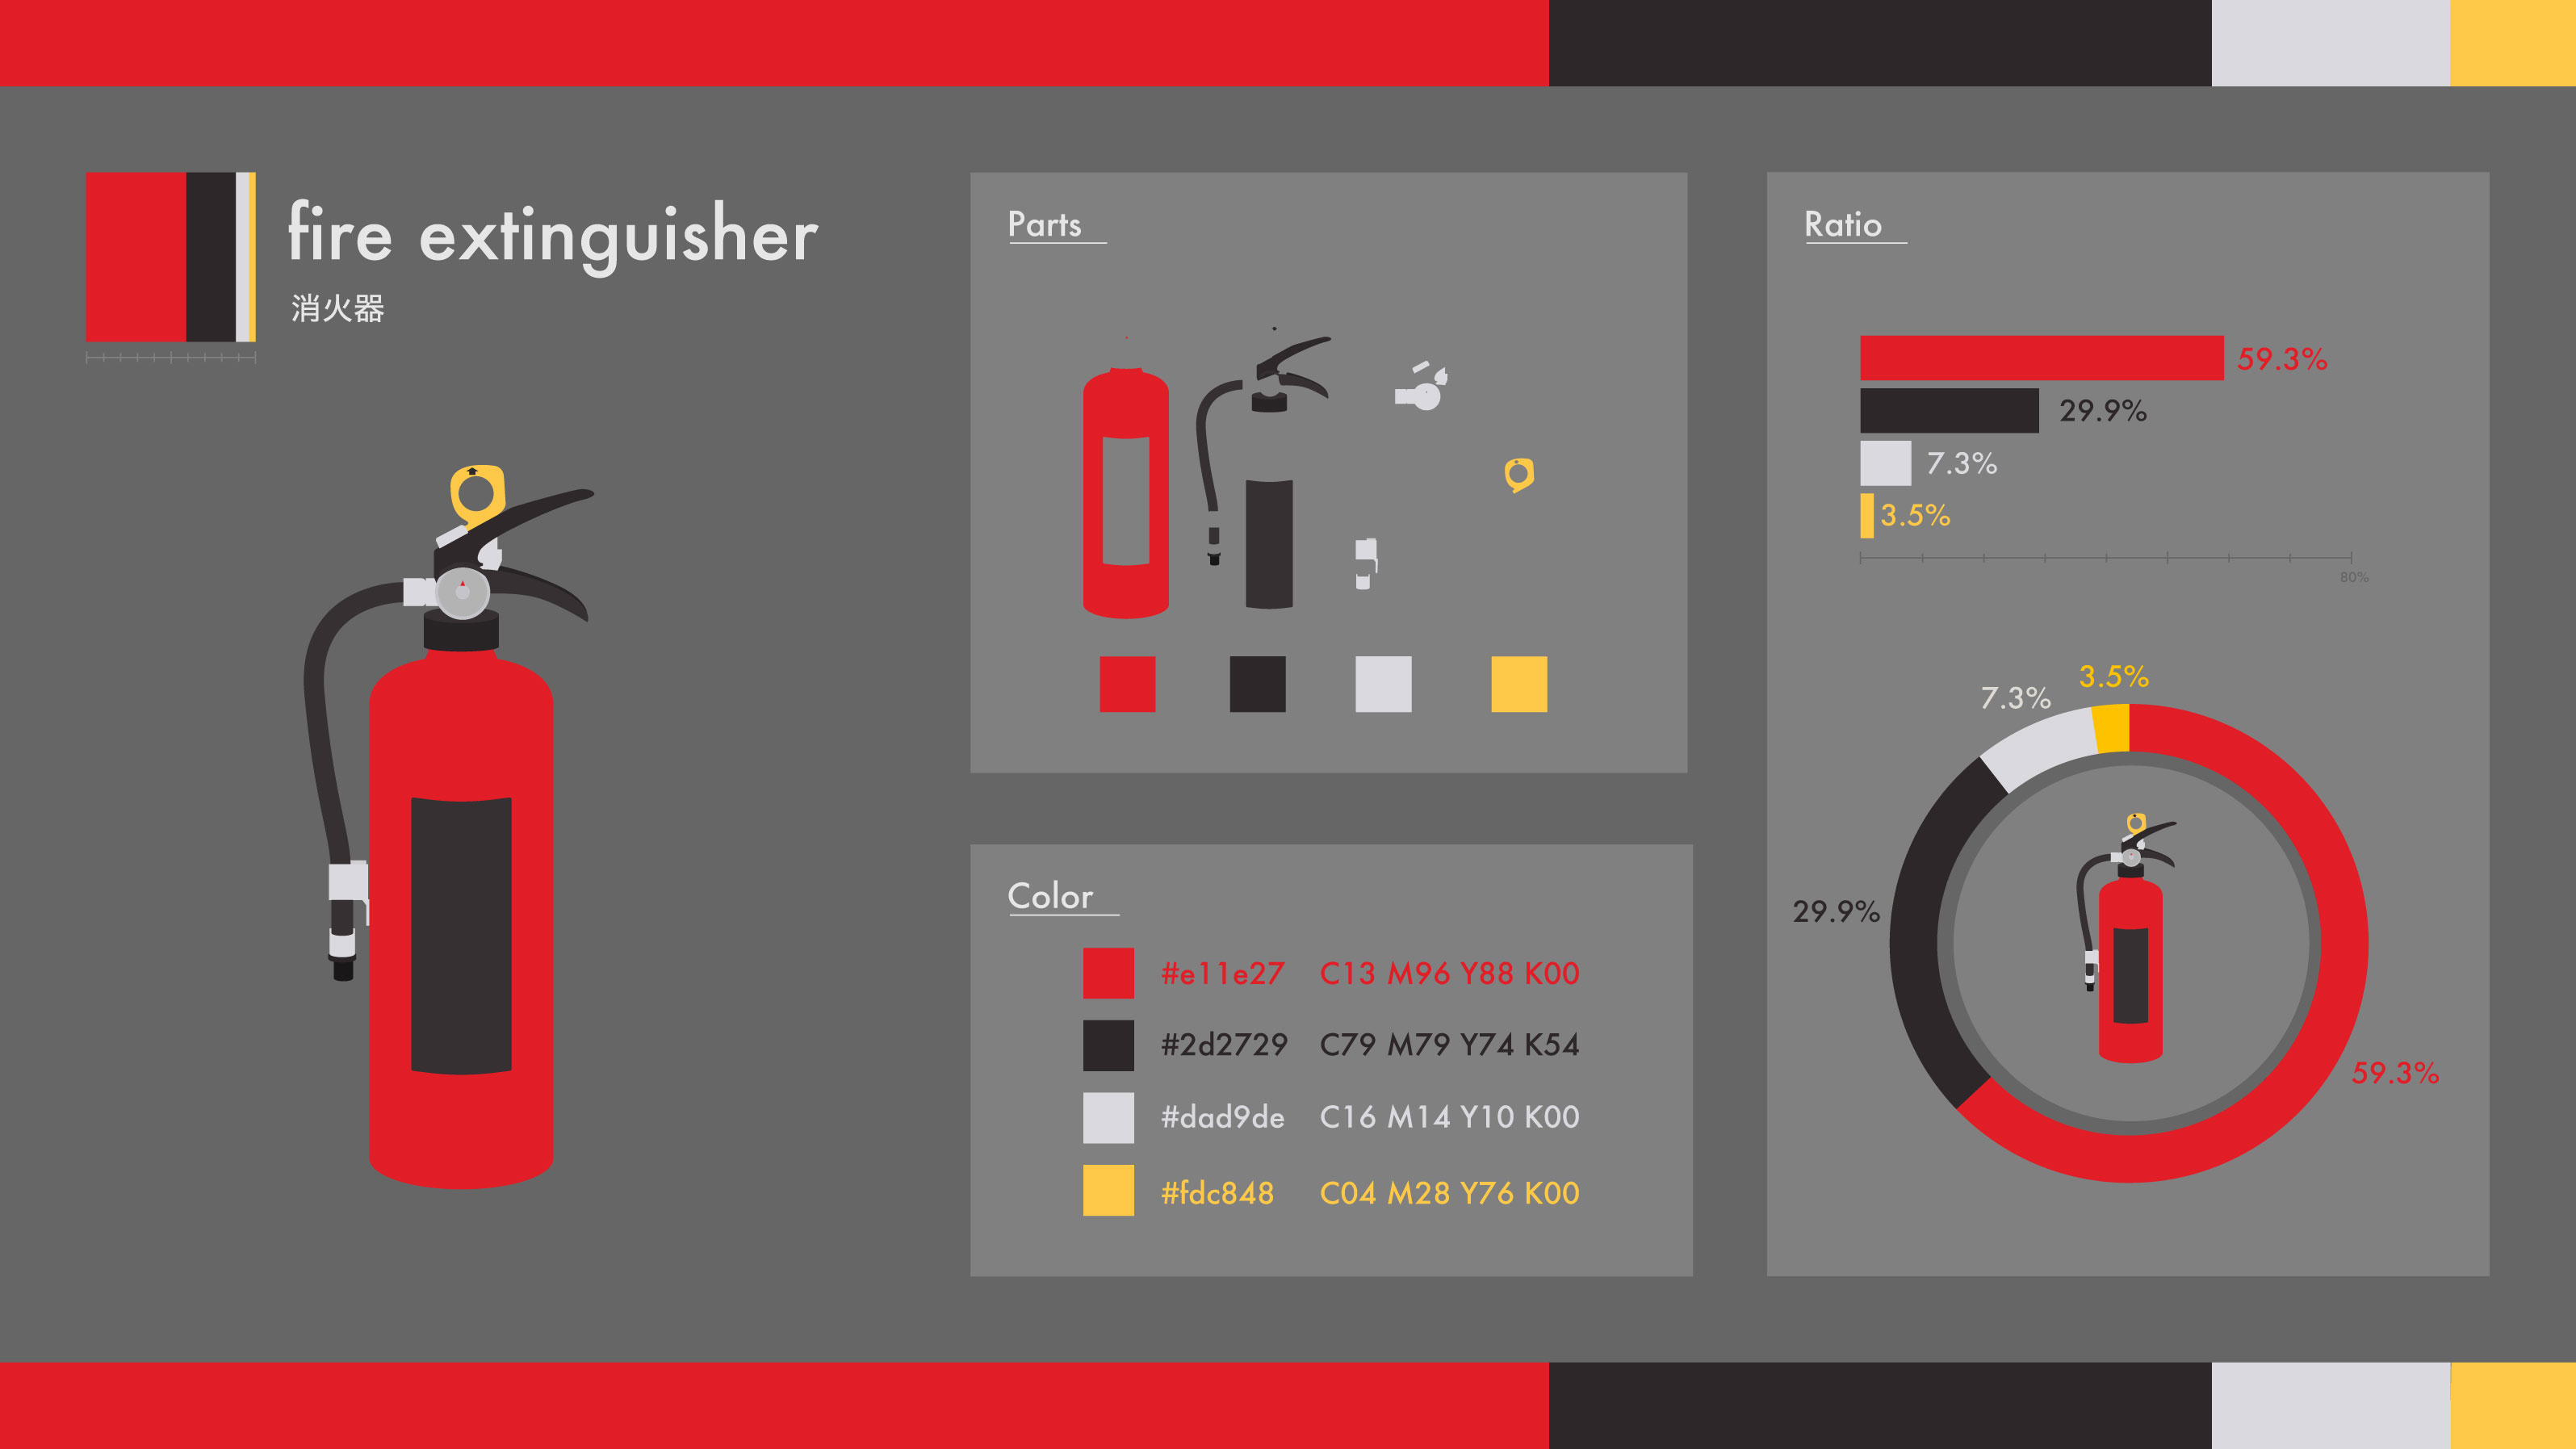 fire extinguisher
消火器
Parts
Color
#e11e27 C13 M96 Y88 K00
#2d2729 C79 M79 Y74 K54
#dad9de C16 M14 Y10 K00
#fdc848 C04 M28 Y76 K00
Ratio
59.3%
29.9%
7.3%
3.5%
80%
3.5%
7.3%
29.9%
59.3%